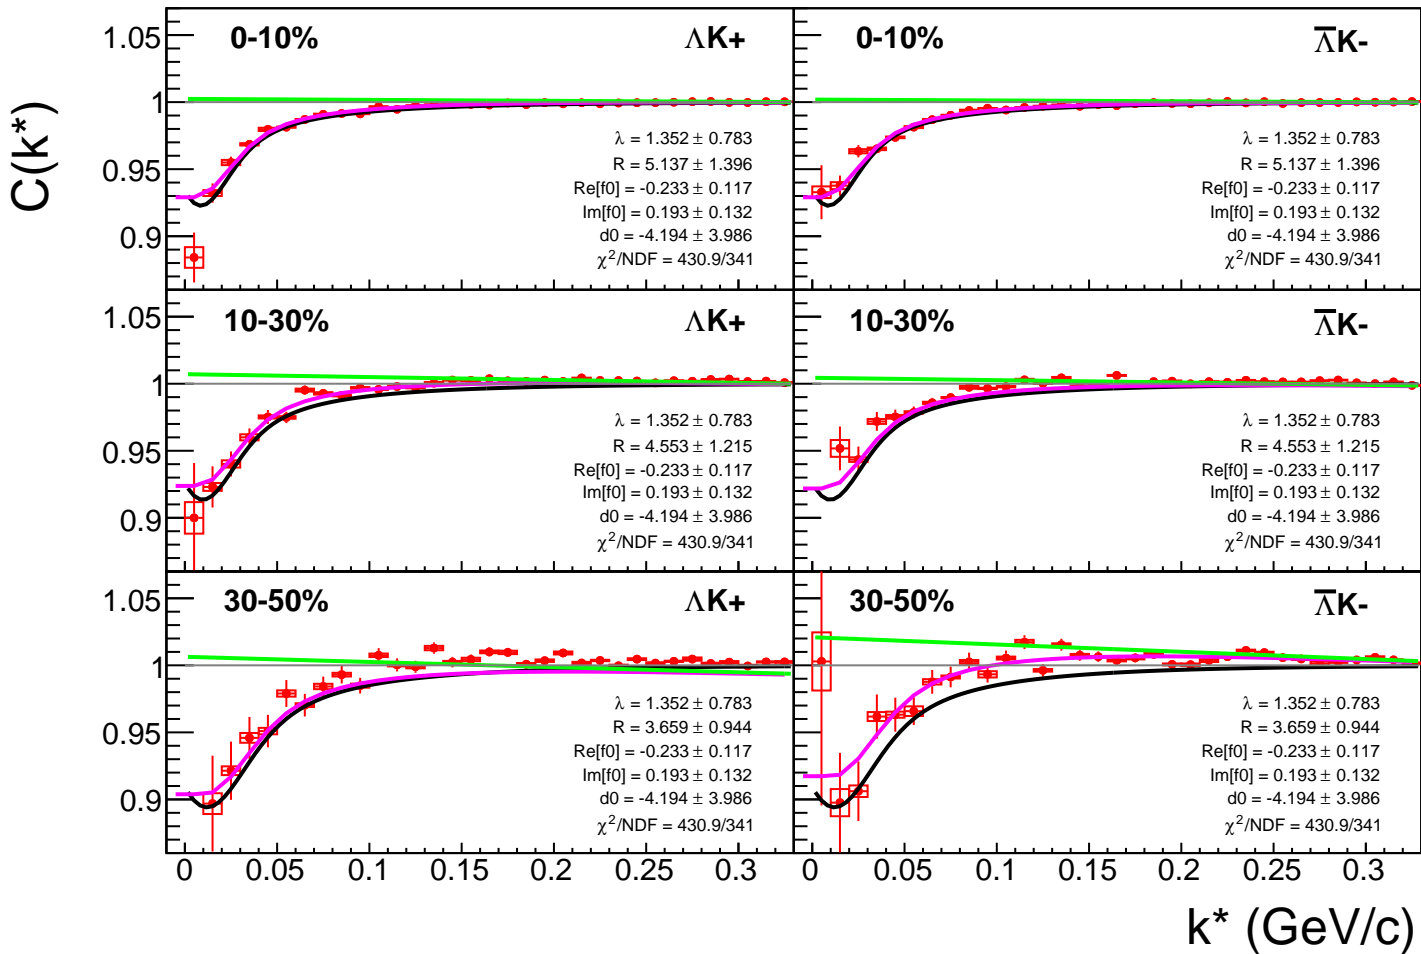 C(k*)
1.05
1
0.95
0.9
0-10%
ΛK+
λ = 1.352 ± 0.783
R = 5.137 ± 1.396
Re[f0] = -0.233 ± 0.117
Im[f0] = 0.193 ± 0.132
d0 = -4.194 ± 3.986
χ²/NDF = 430.9/341
0-10%
Λ̅K-
λ = 1.352 ± 0.783
R = 5.137 ± 1.396
Re[f0] = -0.233 ± 0.117
Im[f0] = 0.193 ± 0.132
d0 = -4.194 ± 3.986
χ²/NDF = 430.9/341
1.05
1
0.95
0.9
10-30%
ΛK+
λ = 1.352 ± 0.783
R = 4.553 ± 1.215
Re[f0] = -0.233 ± 0.117
Im[f0] = 0.193 ± 0.132
d0 = -4.194 ± 3.986
χ²/NDF = 430.9/341
10-30%
Λ̅K-
λ = 1.352 ± 0.783
R = 4.553 ± 1.215
Re[f0] = -0.233 ± 0.117
Im[f0] = 0.193 ± 0.132
d0 = -4.194 ± 3.986
χ²/NDF = 430.9/341
1.05
1
0.95
0.9
30-50%
ΛK+
λ = 1.352 ± 0.783
R = 3.659 ± 0.944
Re[f0] = -0.233 ± 0.117
Im[f0] = 0.193 ± 0.132
d0 = -4.194 ± 3.986
χ²/NDF = 430.9/341
30-50%
Λ̅K-
λ = 1.352 ± 0.783
R = 3.659 ± 0.944
Re[f0] = -0.233 ± 0.117
Im[f0] = 0.193 ± 0.132
d0 = -4.194 ± 3.986
χ²/NDF = 430.9/341
0 0.05 0.1 0.15 0.2 0.25 0.3
0 0.05 0.1 0.15 0.2 0.25 0.3
k* (GeV/c)